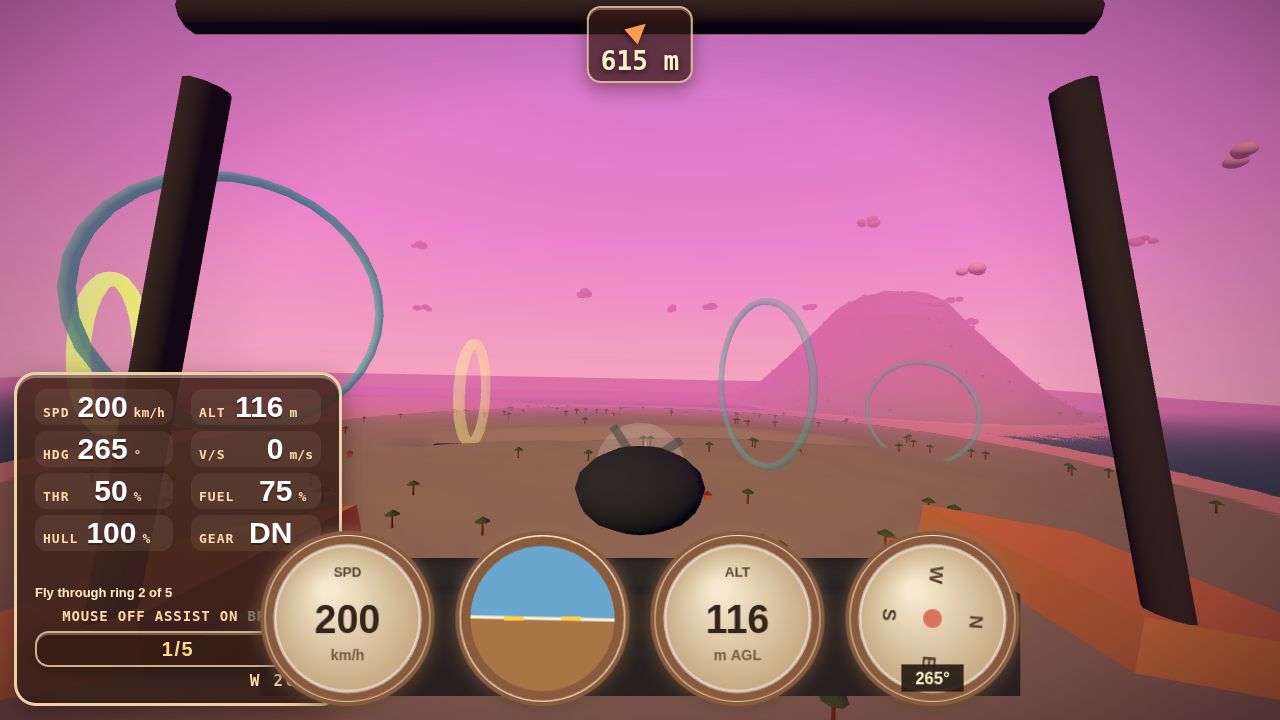 615 m
SPD 200 km/h ALT 116 m
HDG 265 ° V/S 0 m/s
THR 50 % FUEL 75 %
HULL 100 % GEAR DN
Fly through ring 2 of 5
MOUSE OFF ASSIST ON
1/5
W
SPD
200
km/h
ALT
116
m AGL
W
S
N
E
265°